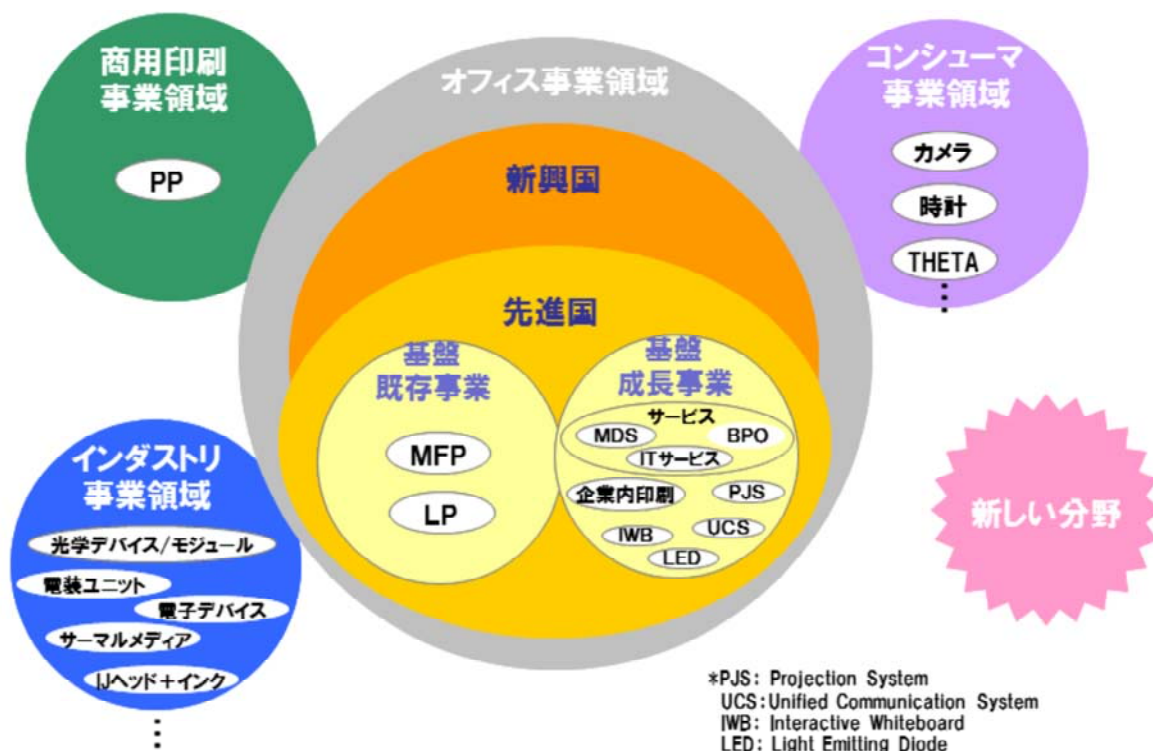 商用印刷
事業領域
PP
オフィス事業領域
新興国
先進国
基盤
既存事業
MFP
LP
基盤
成長事業
サービス
MDS
BPO
ITサービス
企業内印刷
PJS
IWB
UCS
LED
コンシューマ
事業領域
カメラ
時計
THETA
⋮
インダストリ
事業領域
光学デバイス/モジュール
電装ユニット
電子デバイス
サーマルメディア
IJヘッド+インク
⋮
新しい分野
*PJS: Projection System
UCS:Unified Communication System
IWB: Interactive Whiteboard
LED: Light Emitting Diode